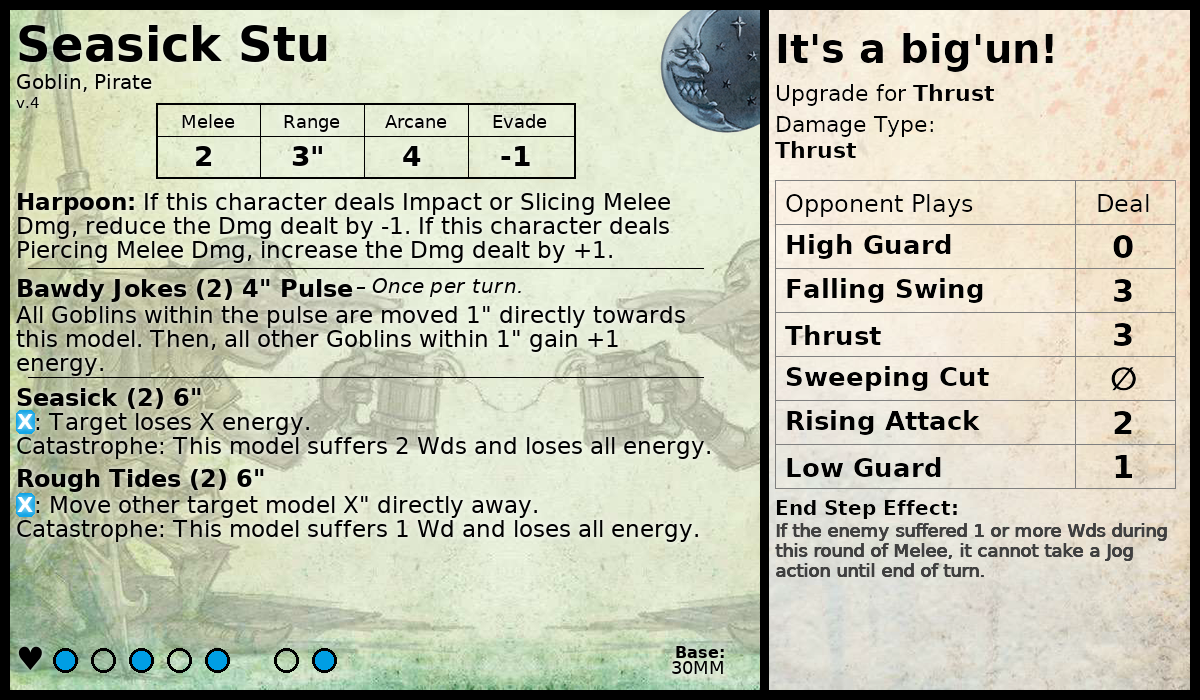 Seasick Stu
Goblin, Pirate
v.4
Melee Range Arcane Evade
2 3" 4 -1
Harpoon: If this character deals Impact or Slicing Melee
Dmg, reduce the Dmg dealt by -1. If this character deals
Piercing Melee Dmg, increase the Dmg dealt by +1.
Bawdy Jokes (2) 4" Pulse – Once per turn.
All Goblins within the pulse are moved 1" directly towards
this model. Then, all other Goblins within 1" gain +1
energy.
Seasick (2) 6"
X: Target loses X energy.
Catastrophe: This model suffers 2 Wds and loses all energy.
Rough Tides (2) 6"
X: Move other target model X" directly away.
Catastrophe: This model suffers 1 Wd and loses all energy.
Base:
30MM
It's a big'un!
Upgrade for Thrust
Damage Type:
Thrust
Opponent Plays Deal
High Guard 0
Falling Swing 3
Thrust 3
Sweeping Cut ∅
Rising Attack 2
Low Guard 1
End Step Effect:
If the enemy suffered 1 or more Wds during
this round of Melee, it cannot take a Jog
action until end of turn.